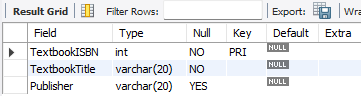 Result Grid Filter Rows: Export: Wra
Field Type Null Key Default Extra
TextbookISBN int NO PRI NULL
TextbookTitle varchar(20) NO NULL
Publisher varchar(20) YES NULL